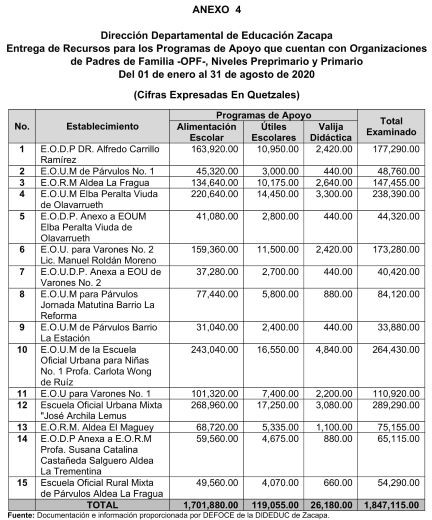 ANEXO 4
Dirección Departamental de Educación Zacapa
Entrega de Recursos para los Programas de Apoyo que cuentan con Organizaciones
de Padres de Familia -OPF-, Niveles Preprimario y Primario
Del 01 de enero al 31 de agosto de 2020
(Cifras Expresadas En Quetzales)
No. Establecimiento Programas de Apoyo Total Examinado
Alimentación Escolar Útiles Escolares Valija Didáctica
1 E.O.D.P DR. Alfredo Carrillo 163,920.00 10,950.00 2,420.00 177,290.00
Ramírez
2 E.O.U.M de Párvulos No. 1 45,320.00 3,000.00 440.00 48,760.00
3 E.O.R.M Aldea La Fragua 134,640.00 10,175.00 2,640.00 147,455.00
4 E.O.U.M Elba Peralta Viuda 220,640.00 14,450.00 3,300.00 238,390.00
de Olavarrueth
5 E.O.D.P. Anexo a EOUM 41,080.00 2,800.00 440.00 44,320.00
Elba Peralta Viuda de
Olavarrueth
6 E.O.U. para Varones No. 2 159,360.00 11,500.00 2,420.00 173,280.00
Lic. Manuel Roldán Moreno
7 E.O.U.D.P. Anexa a EOU de 37,280.00 2,700.00 440.00 40,420.00
Varones No. 2
8 E.O.U.M para Párvulos 77,440.00 5,800.00 880.00 84,120.00
Jornada Matutina Barrio La
Reforma
9 E.O.U.M de Párvulos Barrio 31,040.00 2,400.00 440.00 33,880.00
La Estación
10 E.O.U.M de la Escuela 243,040.00 16,550.00 4,840.00 264,430.00
Oficial Urbana para Niñas
No. 1 Profa. Carlota Wong
de Ruíz
11 E.O.U para Varones No. 1 101,320.00 7,400.00 2,200.00 110,920.00
12 Escuela Oficial Urbana Mixta 268,960.00 17,250.00 3,080.00 289,290.00
"José Archila Lemus
13 E.O.R.M. Aldea El Maguey 68,720.00 5,335.00 1,100.00 75,155.00
14 E.O.D.P Anexa a E.O.R.M 59,560.00 4,675.00 880.00 65,115.00
Profa. Susana Catalina
Castañeda Salguero Aldea
La Trementina
15 Escuela Oficial Rural Mixta 49,560.00 4,070.00 660.00 54,290.00
de Párvulos Aldea La Fragua
TOTAL 1,701,880.00 119,055.00 26,180.00 1,847,115.00
Fuente: Documentación e información proporcionada por DEFOCE de la DIDEDUC de Zacapa.